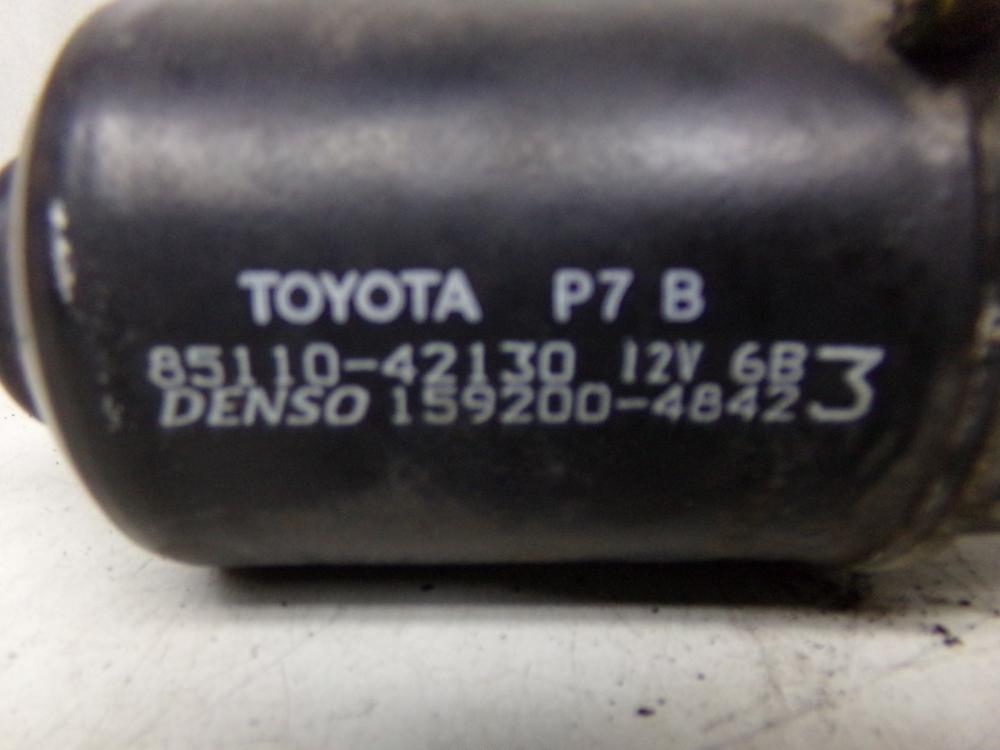 TOYOTA P7 B
85110-42130 12V 6B 3
DENSO 159200-4842